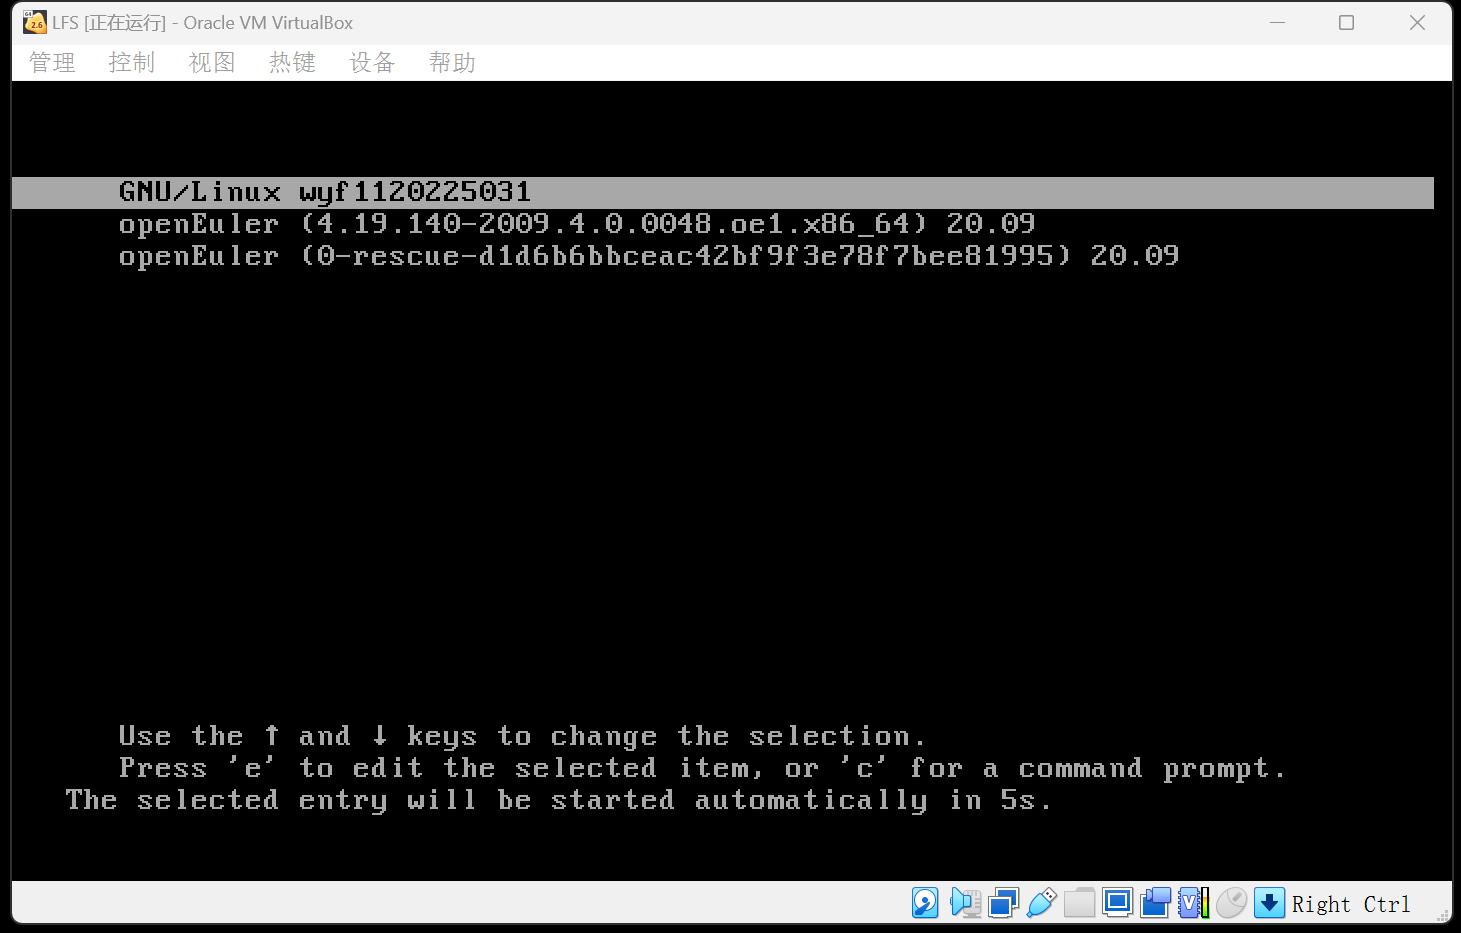 LFS [正在运行] - Oracle VM VirtualBox
管理 控制 视图 热键 设备 帮助
GNU/Linux wyf1120225031
openEuler (4.19.140-2009.4.0.0048.oe1.x86_64) 20.09
openEuler (0-rescue-d1d6b6bbceac42bf9f3e78f7bee81995) 20.09
Use the ↑ and ↓ keys to change the selection.
Press 'e' to edit the selected item, or 'c' for a command prompt.
The selected entry will be started automatically in 5s.
Right Ctrl